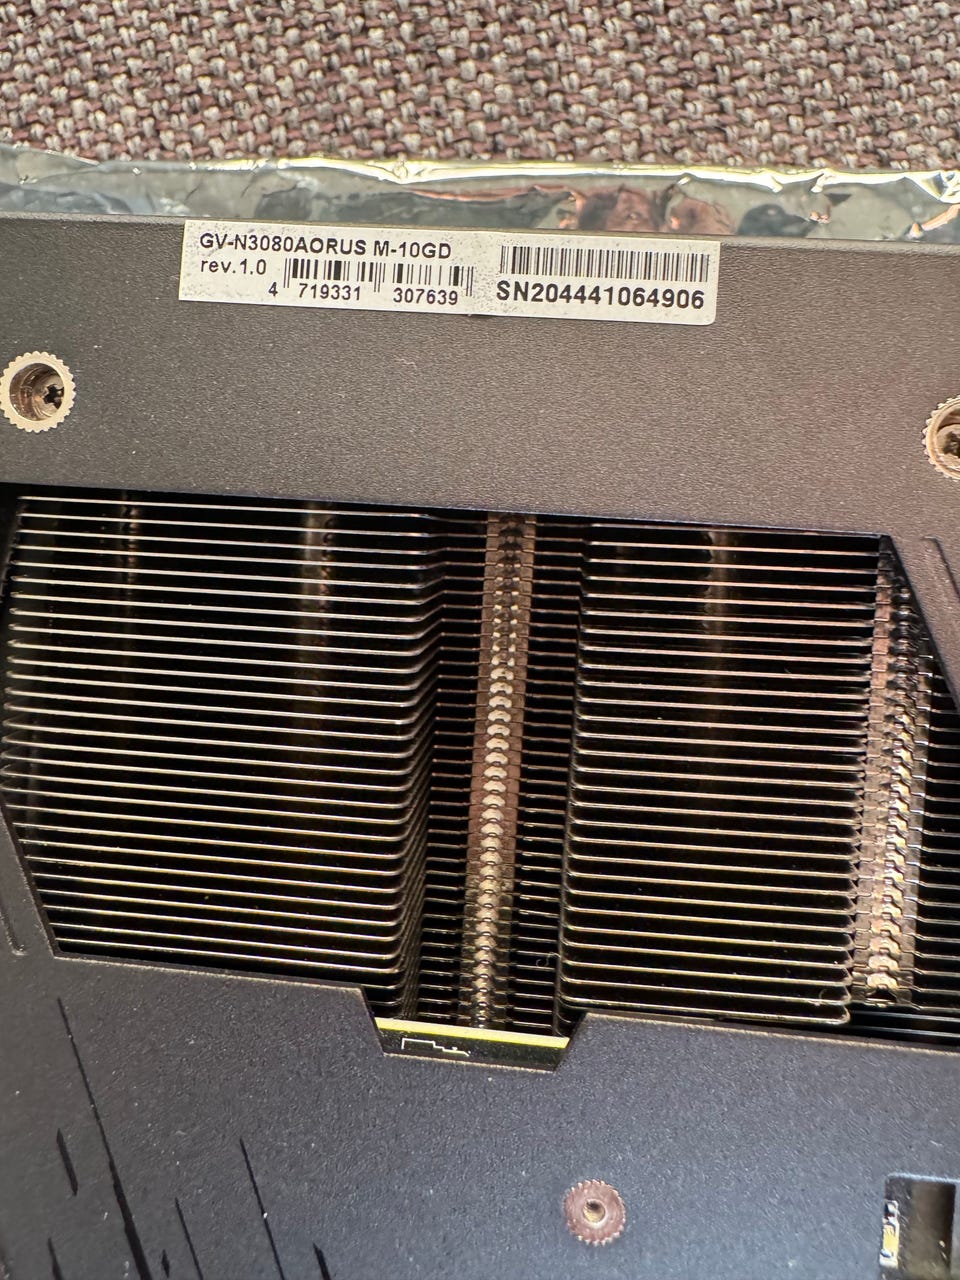 GV-N3080AORUS M-10GD
rev.1.0
4 719331 307639
SN204441064906